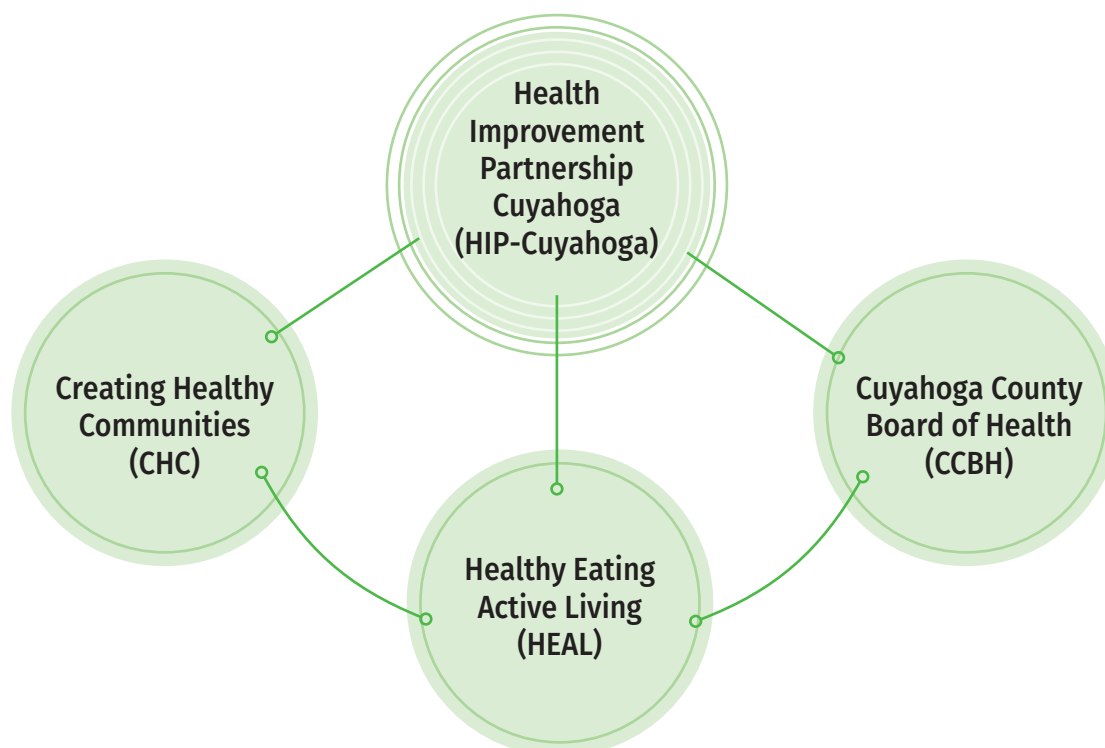 Health
Improvement
Partnership
Cuyahoga
(HIP-Cuyahoga)
Creating Healthy
Communities
(CHC)
Cuyahoga County
Board of Health
(CCBH)
Healthy Eating
Active Living
(HEAL)